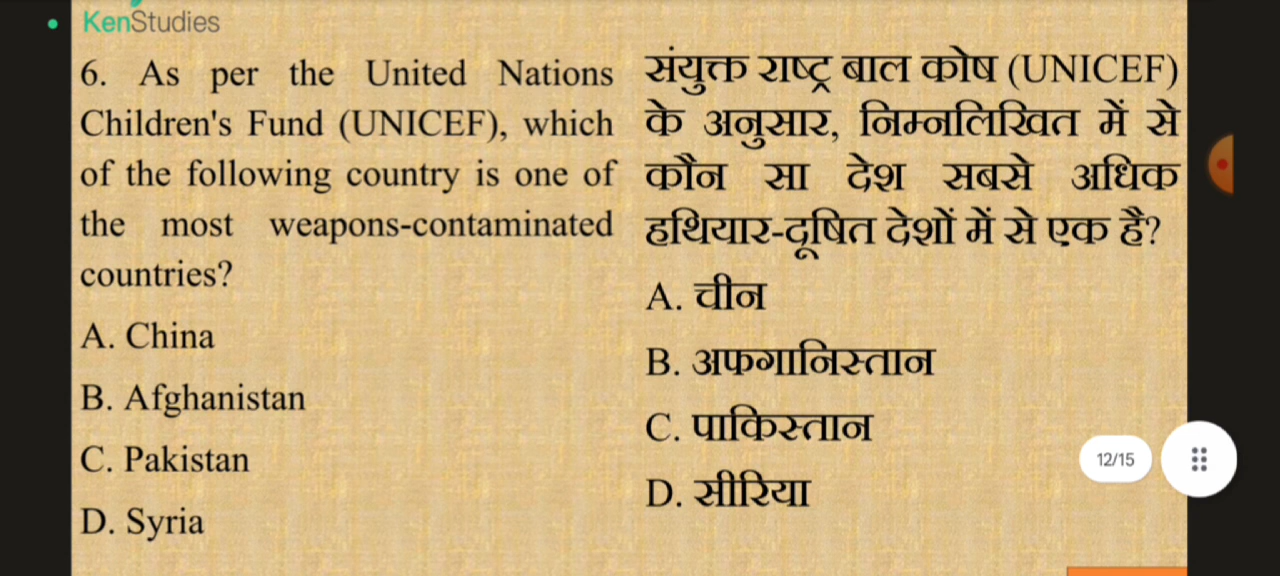 KenStudies
6. As per the United Nations
Children's Fund (UNICEF), which
of the following country is one of
the most weapons-contaminated
countries?
A. China
B. Afghanistan
C. Pakistan
D. Syria
संयुक्त राष्ट्र बाल कोष (UNICEF)
के अनुसार, निम्नलिखित में से
कौन सा देश सबसे अधिक
हथियार-दूषित देशों में से एक है?
A. चीन
B. अफगानिस्तान
C. पाकिस्तान
D. सीरिया
12/15